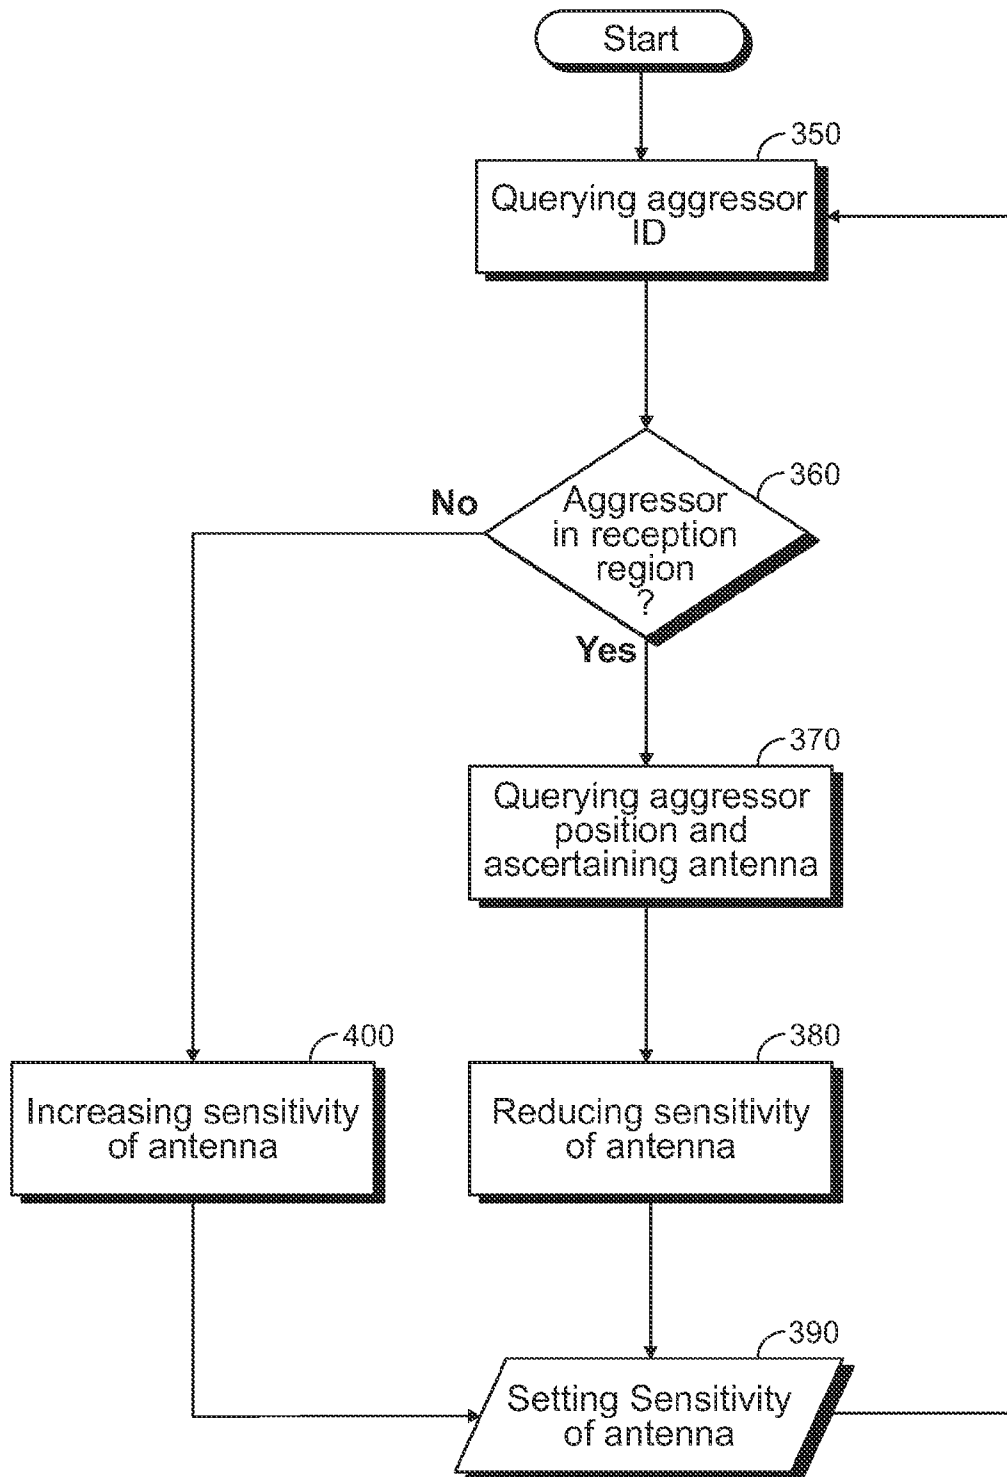 Start
350
Querying aggressor
ID
360
No
Aggressor
in reception
region
?
Yes
370
Querying aggressor
position and
ascertaining antenna
400
Increasing sensitivity
of antenna
380
Reducing sensitivity
of antenna
390
Setting Sensitivity
of antenna